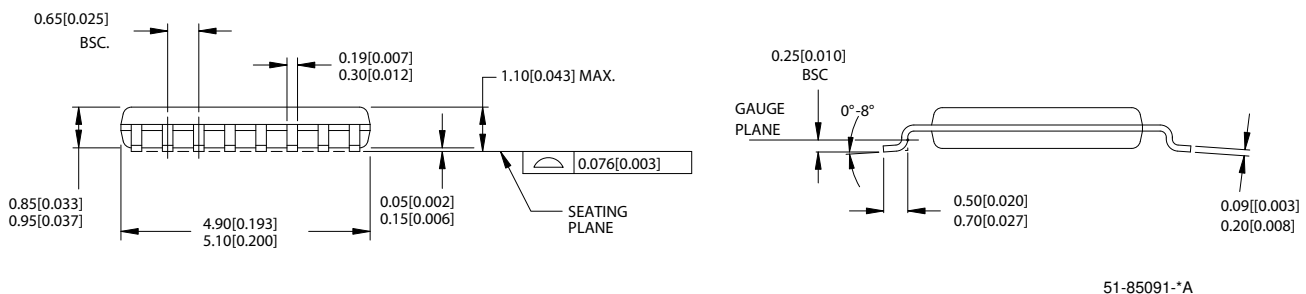 0.65[0.025]
BSC.
0.19[0.007]
0.30[0.012]
1.10[0.043] MAX.
0.85[0.033]
0.95[0.037]
4.90[0.193]
5.10[0.200]
0.05[0.002]
0.15[0.006]
0.076[0.003]
SEATING
PLANE
0.25[0.010]
BSC
GAUGE
PLANE
0°-8°
0.50[0.020]
0.70[0.027]
0.09[[0.003]
0.20[0.008]
51-85091-*A